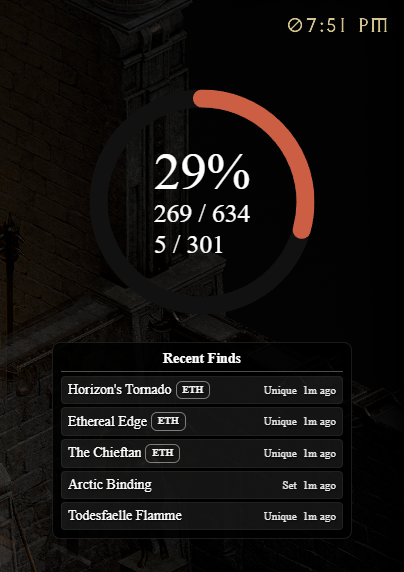 07:51 PM
29%
269 / 634
5 / 301
Recent Finds
Horizon's Tornado ETH Unique 1m ago
Ethereal Edge ETH Unique 1m ago
The Chieftan ETH Unique 1m ago
Arctic Binding Set 1m ago
Todesfaelle Flamme Unique 1m ago